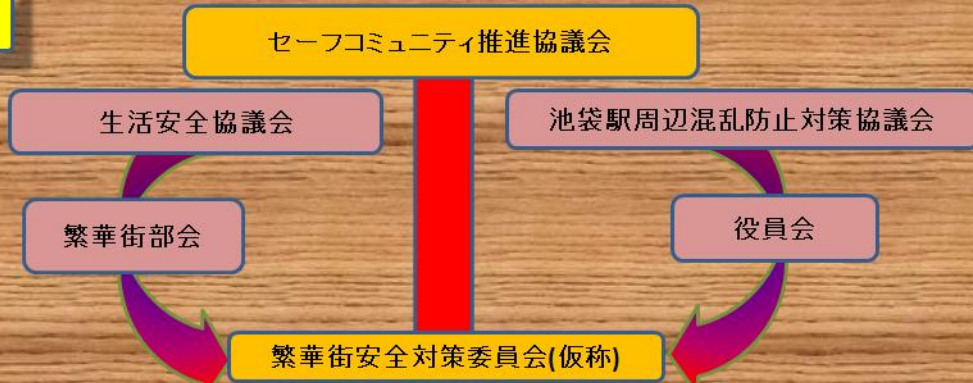 セーフコミュニティ推進協議会
生活安全協議会
池袋駅周辺混乱防止対策協議会
繁華街部会
役員会
繁華街安全対策委員会(仮称)